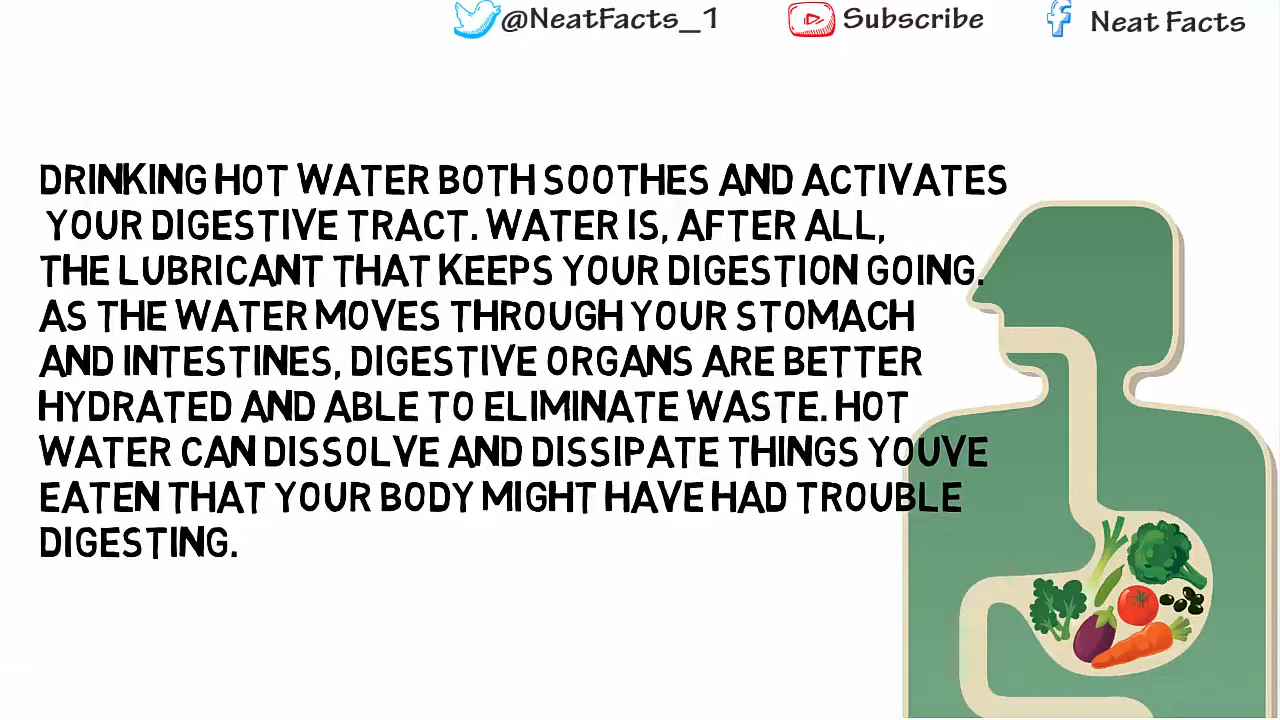 @NeatFacts_1 Subscribe Neat Facts
DRINKING HOT WATER BOTH SOOTHES AND ACTIVATES
YOUR DIGESTIVE TRACT. WATER IS, AFTER ALL,
THE LUBRICANT THAT KEEPS YOUR DIGESTION GOING.
AS THE WATER MOVES THROUGH YOUR STOMACH
AND INTESTINES, DIGESTIVE ORGANS ARE BETTER
HYDRATED AND ABLE TO ELIMINATE WASTE. HOT
WATER CAN DISSOLVE AND DISSIPATE THINGS YOUVE
EATEN THAT YOUR BODY MIGHT HAVE HAD TROUBLE
DIGESTING.